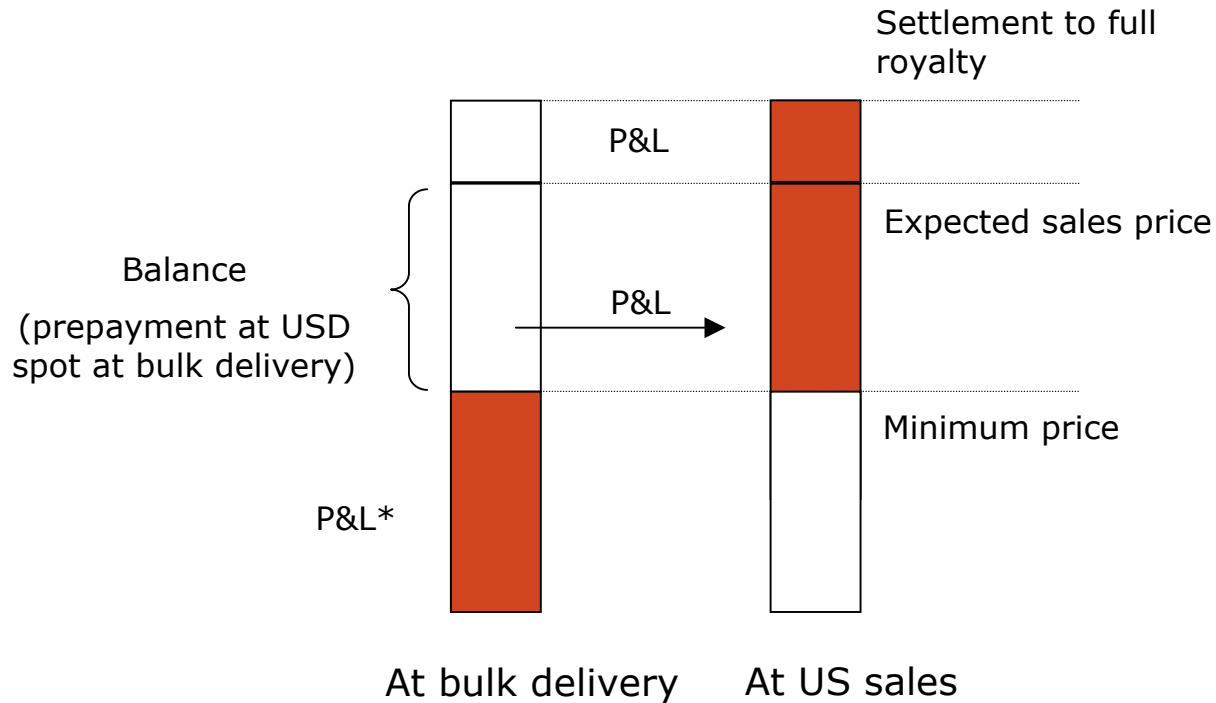 Settlement to full
royalty
P&L
Expected sales price
Balance
(prepayment at USD
spot at bulk delivery)
P&L
Minimum price
P&L*
At bulk delivery
At US sales